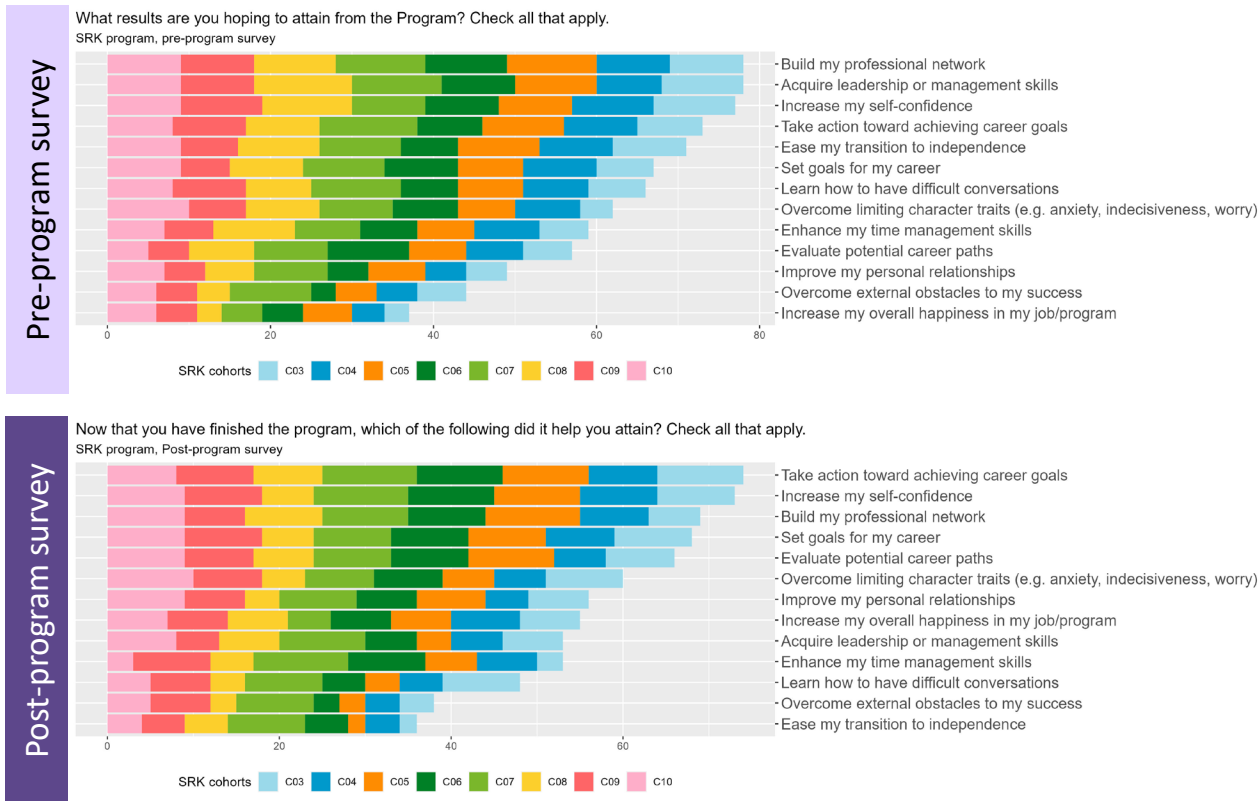 Pre-program survey
What results are you hoping to attain from the Program? Check all that apply.
SRK program, pre-program survey
Build my professional network
Acquire leadership or management skills
Increase my self-confidence
Take action toward achieving career goals
Ease my transition to independence
Set goals for my career
Learn how to have difficult conversations
Overcome limiting character traits (e.g. anxiety, indecisiveness, worry)
Enhance my time management skills
Evaluate potential career paths
Improve my personal relationships
Overcome external obstacles to my success
Increase my overall happiness in my job/program
0 20 40 60 80
SRK cohorts C03 C04 C05 C06 C07 C08 C09 C10
Post-program survey
Now that you have finished the program, which of the following did it help you attain? Check all that apply.
SRK program, Post-program survey
Take action toward achieving career goals
Increase my self-confidence
Build my professional network
Set goals for my career
Evaluate potential career paths
Overcome limiting character traits (e.g. anxiety, indecisiveness, worry)
Improve my personal relationships
Increase my overall happiness in my job/program
Acquire leadership or management skills
Enhance my time management skills
Learn how to have difficult conversations
Overcome external obstacles to my success
Ease my transition to independence
0 20 40 60
SRK cohorts C03 C04 C05 C06 C07 C08 C09 C10